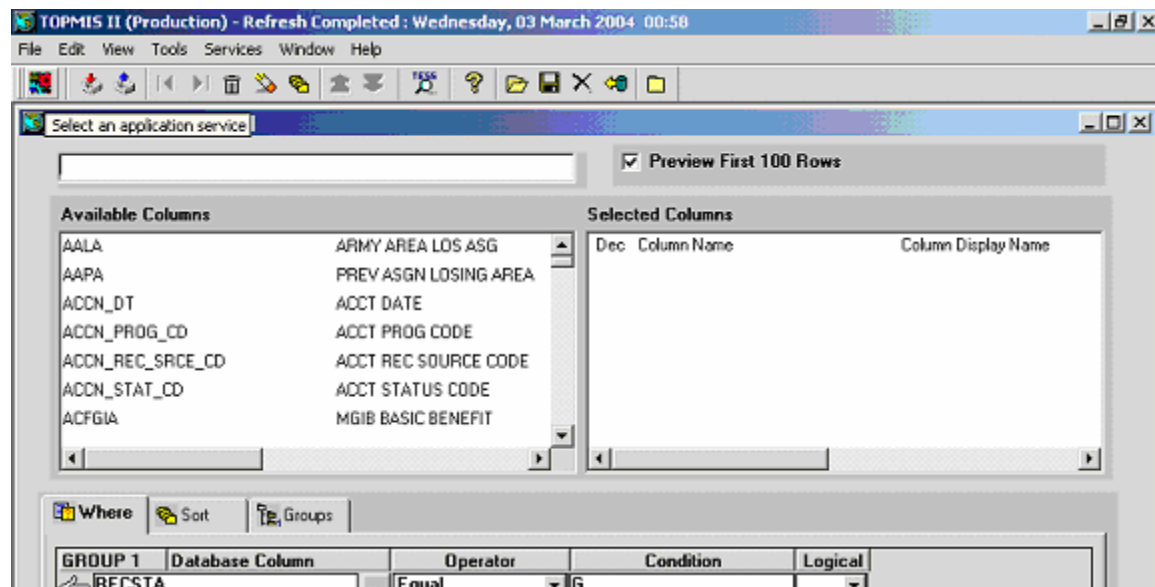 TOPMIS II (Production) - Refresh Completed : Wednesday, 03 March 2004 00:58
File Edit View Tools Services Window Help
Select an application service
Preview First 100 Rows
Available Columns Selected Columns
AALA ARMY AREA LOS ASG Dec Column Name Column Display Name
AAPA PREV ASGN LOSING AREA
ACCN_DT ACCT DATE
ACCN_PROG_CD ACCT PROG CODE
ACCN_REC_SRCE_CD ACCT REC SOURCE CODE
ACCN_STAT_CD ACCT STATUS CODE
ACFGIA MGIB BASIC BENEFIT
Where Sort Groups
GROUP 1 Database Column Operator Condition Logical
RECSTA Equal G